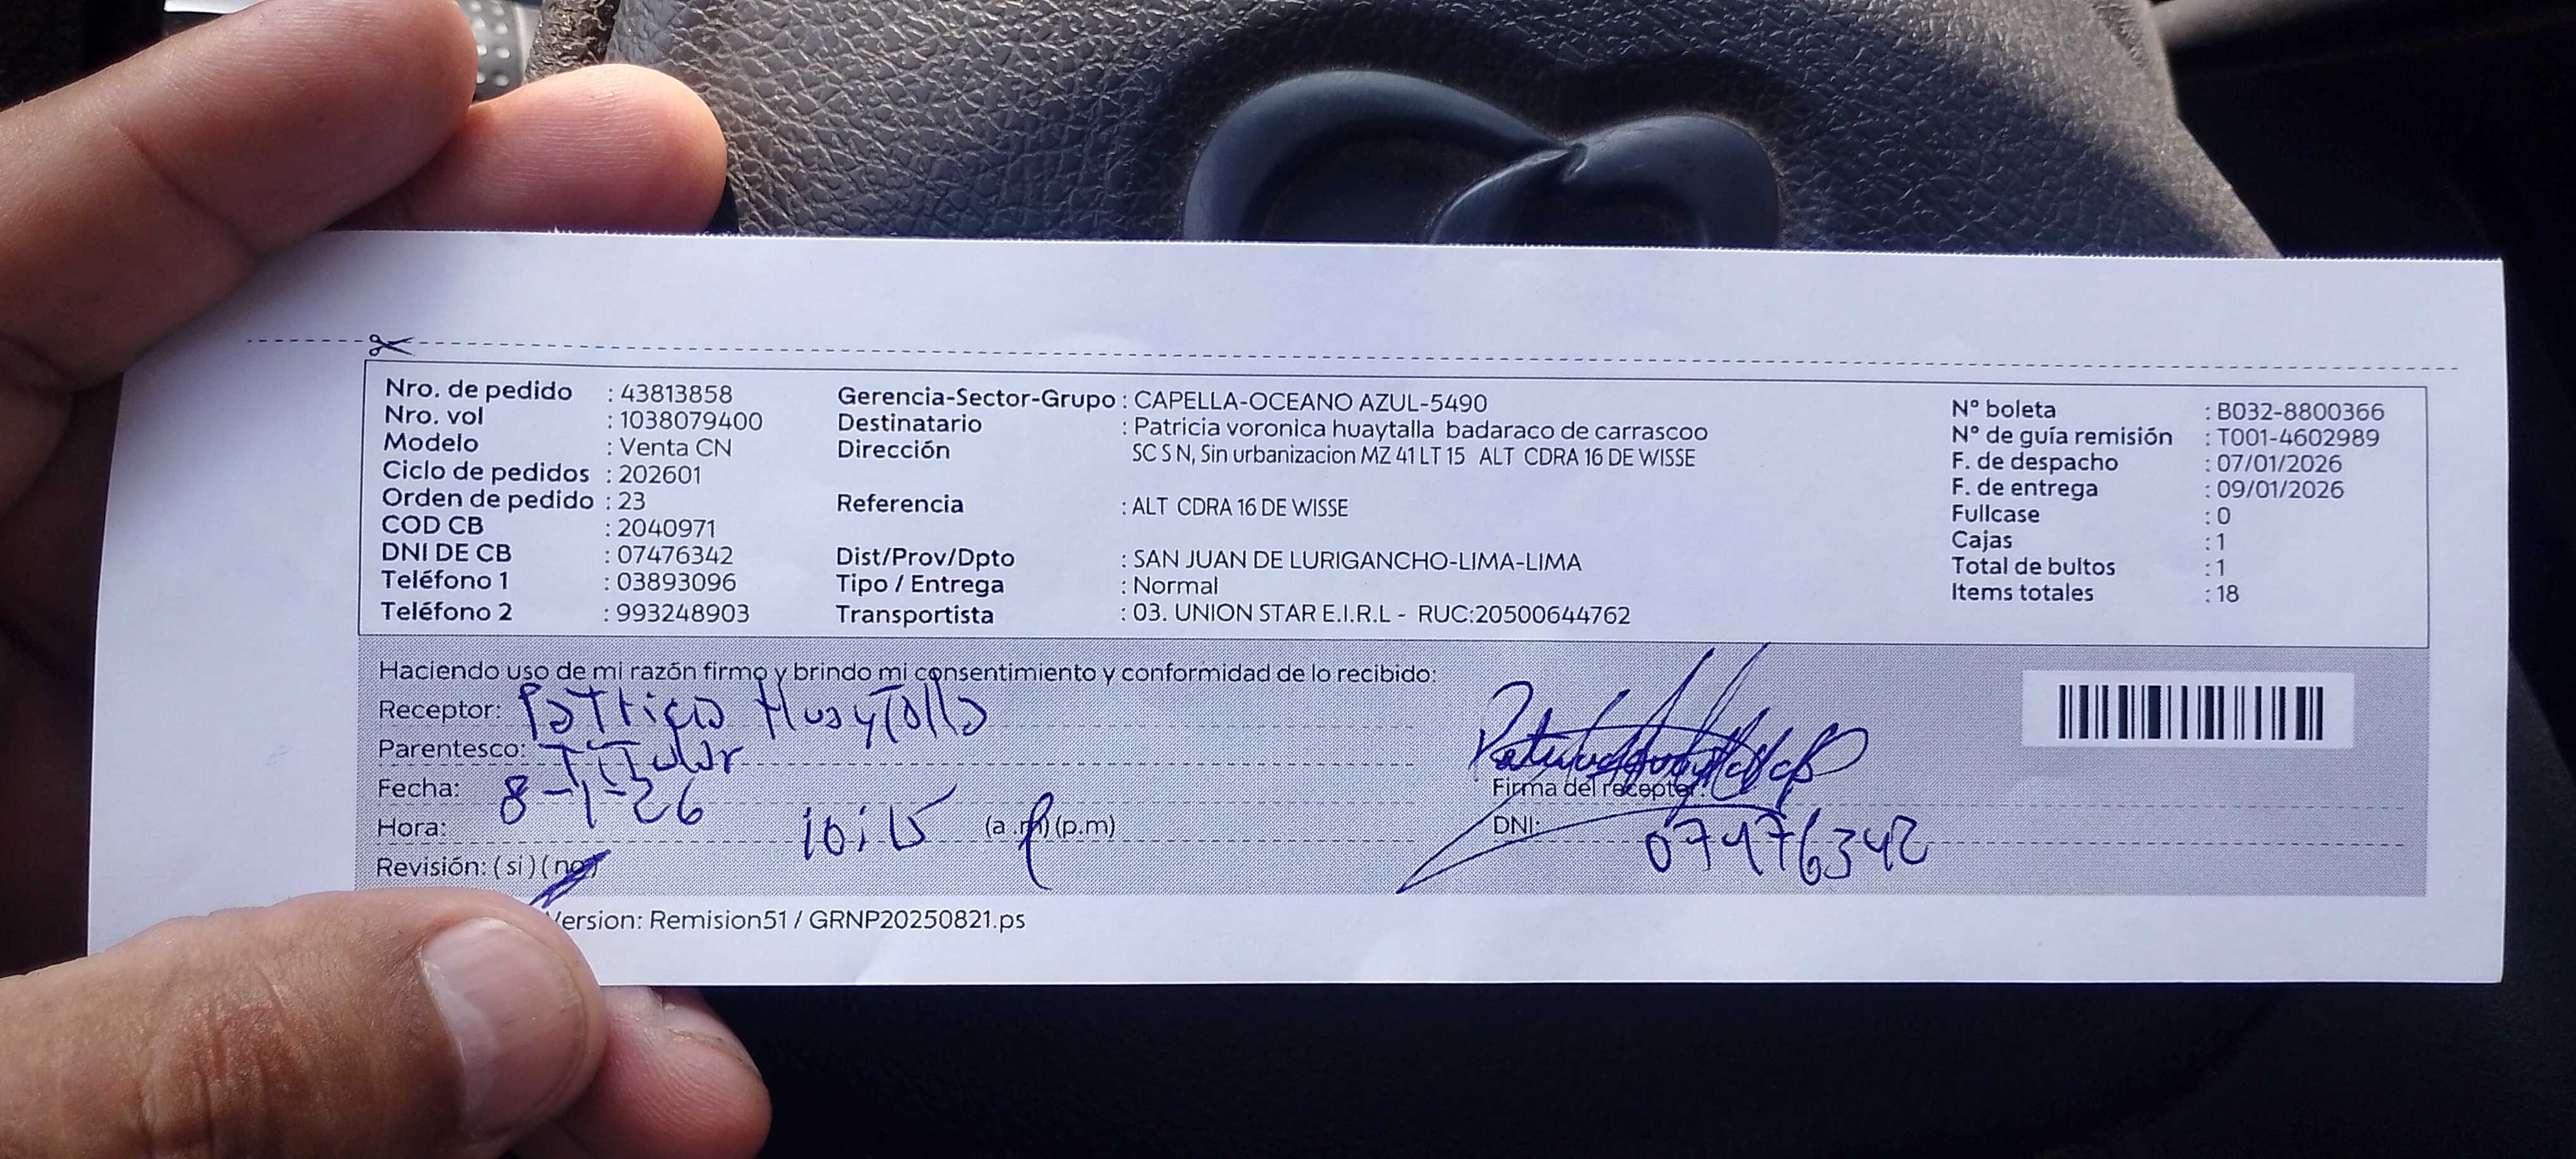 Nro. de pedido : 43813858
Nro. vol : 1038079400
Modelo : Venta CN
Ciclo de pedidos : 202601
Orden de pedido : 23
COD CB : 2040971
DNI DE CB : 07476342
Teléfono 1 : 03893096
Teléfono 2 : 993248903
Gerencia-Sector-Grupo : CAPELLA-OCEANO AZUL-5490
Destinatario : Patricia voronica huaytalla badaraco de carrascoo
Dirección SC S N, Sin urbanizacion MZ 41 LT 15 ALT CDRA 16 DE WISSE
Referencia : ALT CDRA 16 DE WISSE
Dist/Prov/Dpto : SAN JUAN DE LURIGANCHO-LIMA-LIMA
Tipo / Entrega : Normal
Transportista : 03. UNION STAR E.I.R.L - RUC:20500644762
N° boleta : B032-8800366
N° de guía remisión : T001-4602989
F. de despacho : 07/01/2026
F. de entrega : 09/01/2026
Fullcase : 0
Cajas : 1
Total de bultos : 1
Items totales : 18
Haciendo uso de mi razón firmo y brindo mi consentimiento y conformidad de lo recibido:
Receptor: Patricia Huaytalla
Parentesco: Titular
Fecha: 8-1-26
Hora: 10:15 (a.m) (p.m)
Revisión: ( si ) ( no )
Firma del receptor:
DNI: 07476342
Version: Remision51 / GRNP20250821.ps